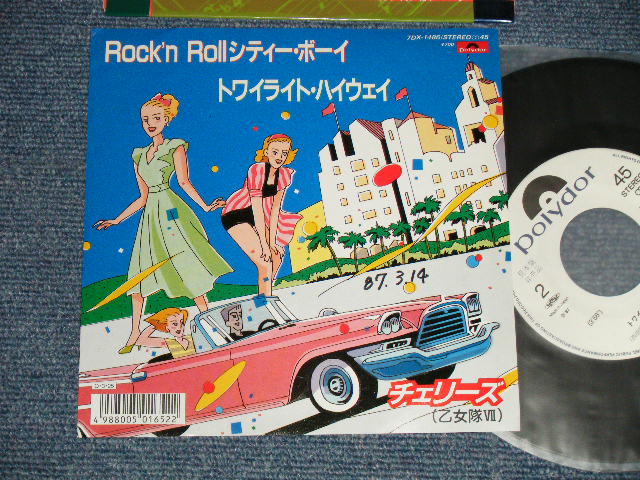 7DX-1486/STEREO 45
¥700
Polydor
Rock'n Rollシティー・ボーイ
トワイライト・ハイウェイ
87.3.14
チェリーズ
(乙女隊Ⅶ)
4 988005 016522
polydor
45
STEREO
2